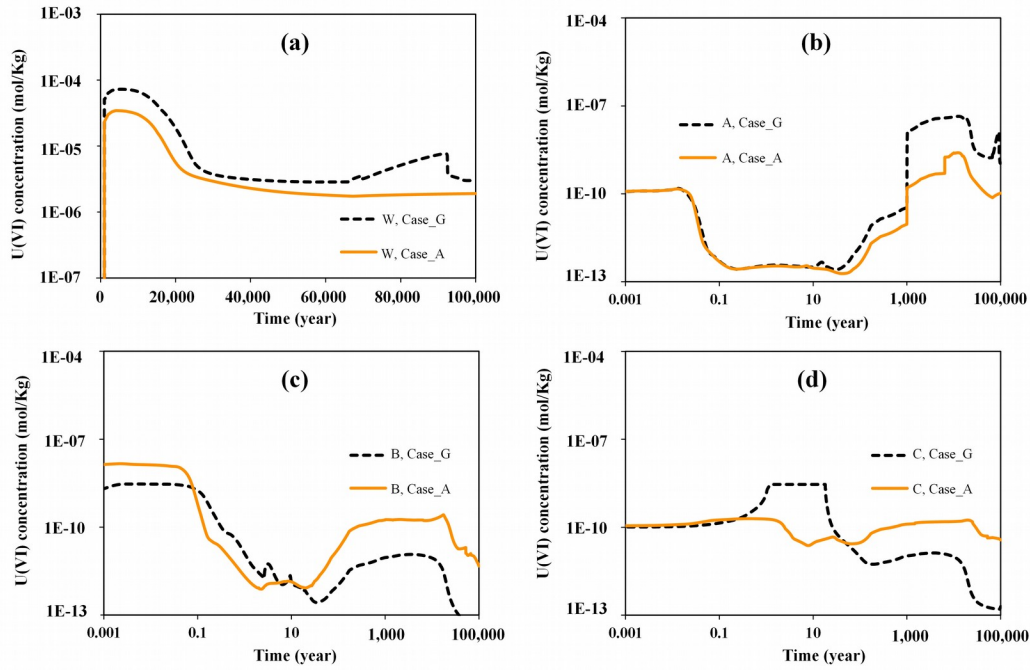 (a)
U(VI) concentration (mol/Kg)
1E-03
1E-04
1E-05
1E-06
1E-07
W, Case_G
W, Case_A
0
20,000
40,000
60,000
80,000
100,000
Time (year)
(b)
U(VI) concentration (mol/Kg)
1E-04
1E-07
1E-10
1E-13
A, Case_G
A, Case_A
0.001
0.1
10
1,000
100,000
Time (year)
(c)
U(VI) concentration (mol/Kg)
1E-04
1E-07
1E-10
1E-13
B, Case_G
B, Case_A
0.001
0.1
10
1,000
100,000
Time (year)
(d)
U(VI) concentration (mol/Kg)
1E-04
1E-07
1E-10
1E-13
C, Case_G
C, Case_A
0.001
0.1
10
1,000
100,000
Time (year)